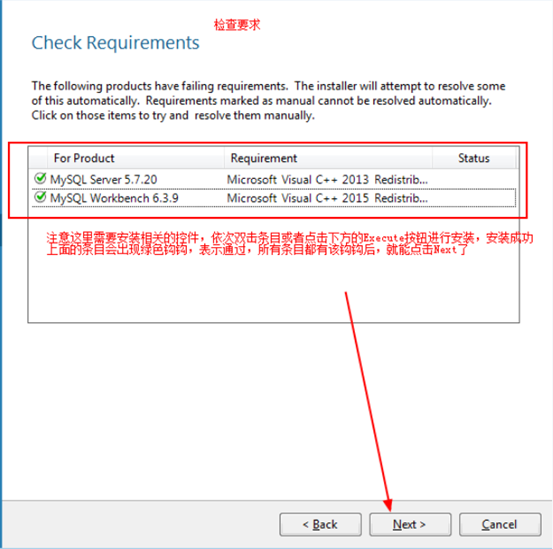 检查要求
Check Requirements
The following products have failing requirements. The installer will attempt to resolve some
of this automatically. Requirements marked as manual cannot be resolved automatically.
Click on those items to try and resolve them manually.
For Product Requirement Status
MySQL Server 5.7.20 Microsoft Visual C++ 2013 Redistrib...
MySQL Workbench 6.3.9 Microsoft Visual C++ 2015 Redistrib...
注意这里需要安装相关的控件，依次双击条目或者点击下方的Execute按钮进行安装，安装成功
上面的条目会出现绿色钩钩，表示通过，所有条目都有该钩钩后，就能点击Next了
< Back Next > Cancel